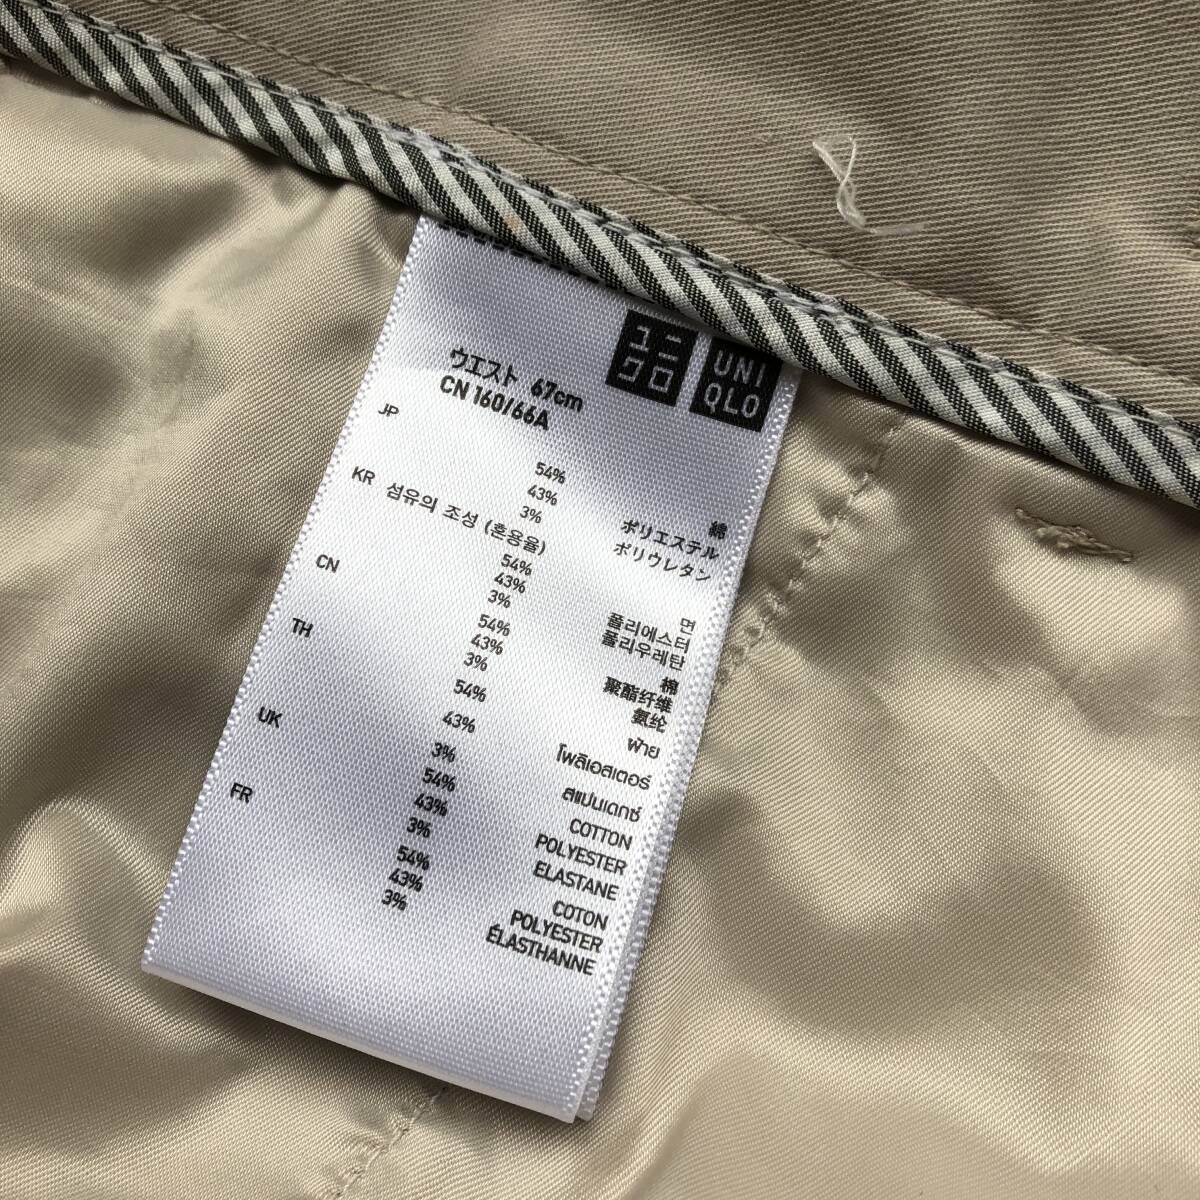 ユニ
クロ
UNI
QLO
ウエスト 67cm
CN 160/66A
JP
54% 綿
43% ポリエステル
3% ポリウレタン
KR 섬유의 조성 (혼용율)
54% 면
43% 폴리에스터
3% 폴리우레탄
CN
54% 棉
43% 聚酯纤维
3% 氨纶
TH
54% ฝ้าย
43% โพลีเอสเตอร์
3% สแปนเดกซ์
UK
54% COTTON
43% POLYESTER
3% ELASTANE
FR
54% COTON
43% POLYESTER
3% ÉLASTHANNE